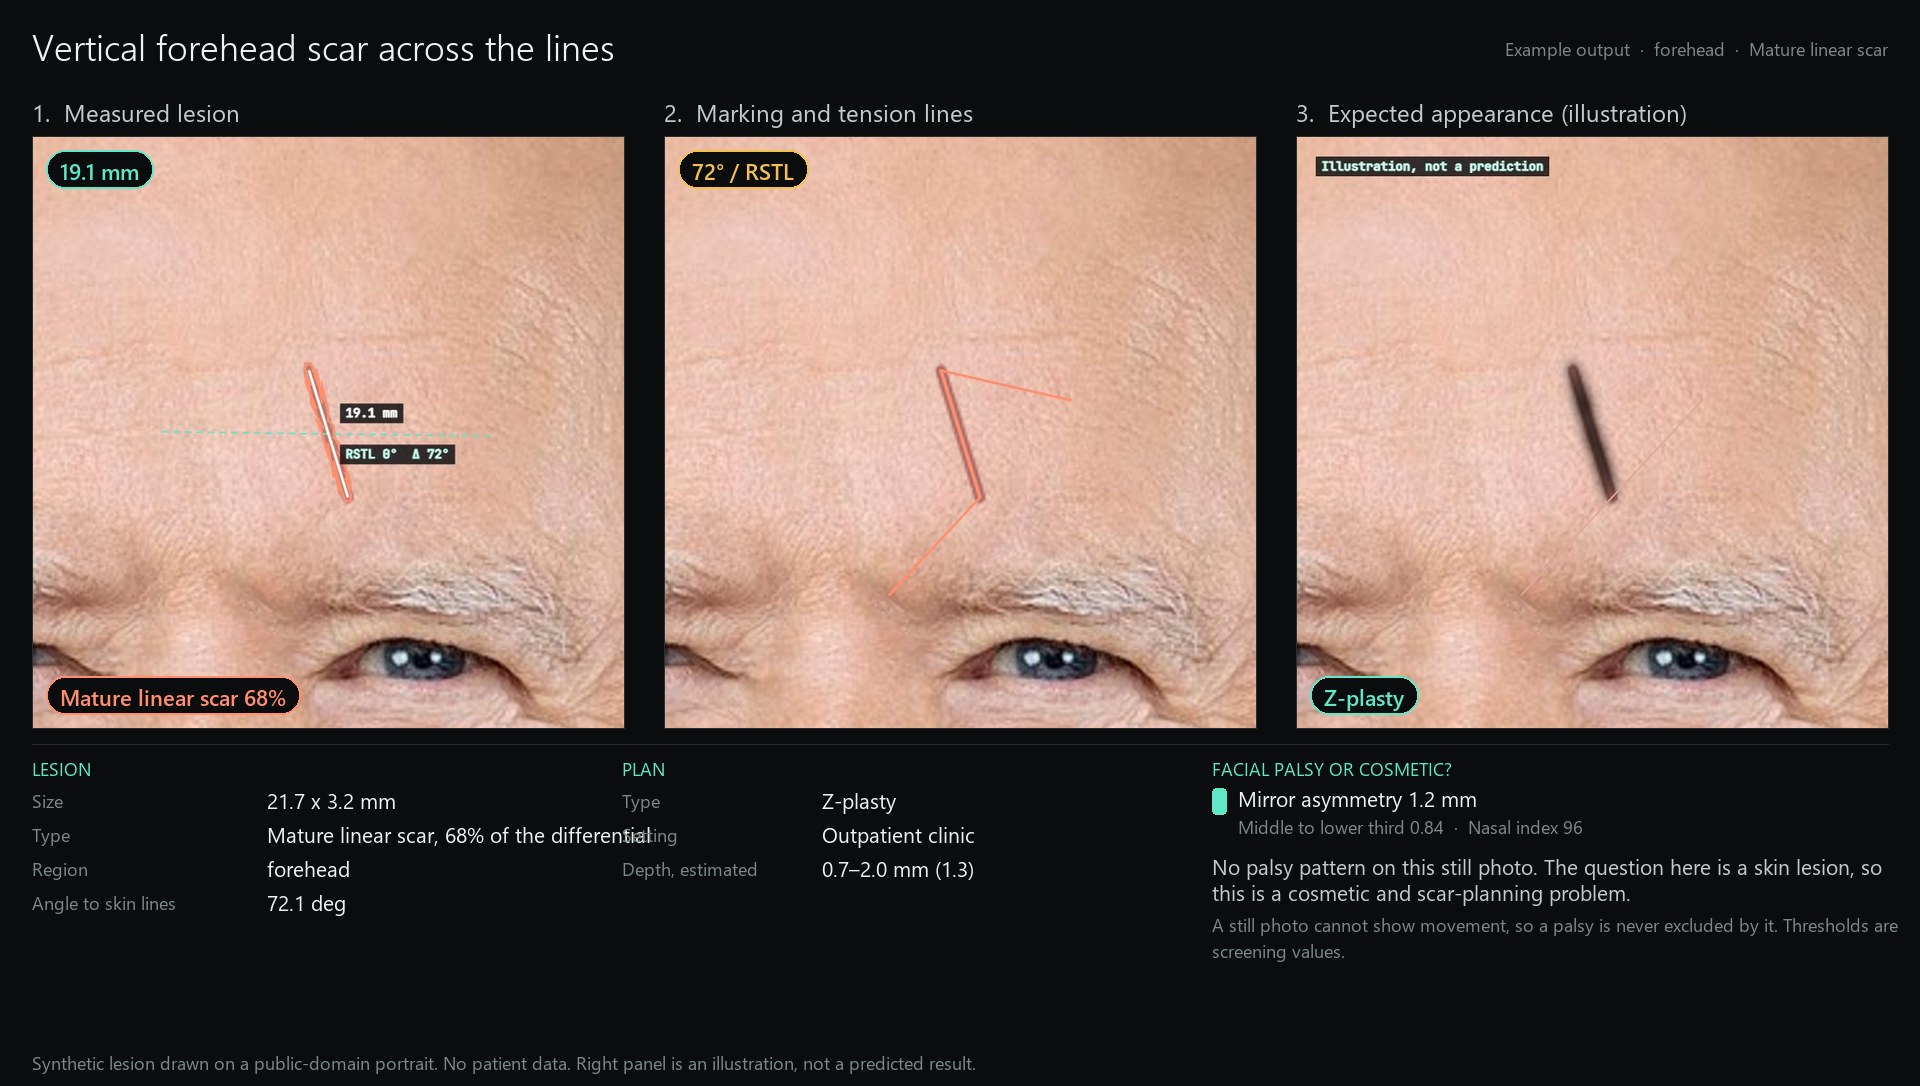 Vertical forehead scar across the lines
Example output · forehead · Mature linear scar
1. Measured lesion
2. Marking and tension lines
3. Expected appearance (illustration)
19.1 mm
72° / RSTL
Illustration, not a prediction
19.1 mm
RSTL 0° Δ 72°
Mature linear scar 68%
Z-plasty
LESION
Size 21.7 x 3.2 mm
Type Mature linear scar, 68% of the differential
Region forehead
Angle to skin lines 72.1 deg
PLAN
Type Z-plasty
Setting Outpatient clinic
Depth, estimated 0.7–2.0 mm (1.3)
FACIAL PALSY OR COSMETIC?
Mirror asymmetry 1.2 mm
Middle to lower third 0.84 · Nasal index 96
No palsy pattern on this still photo. The question here is a skin lesion, so
this is a cosmetic and scar-planning problem.
A still photo cannot show movement, so a palsy is never excluded by it. Thresholds are
screening values.
Synthetic lesion drawn on a public-domain portrait. No patient data. Right panel is an illustration, not a predicted result.